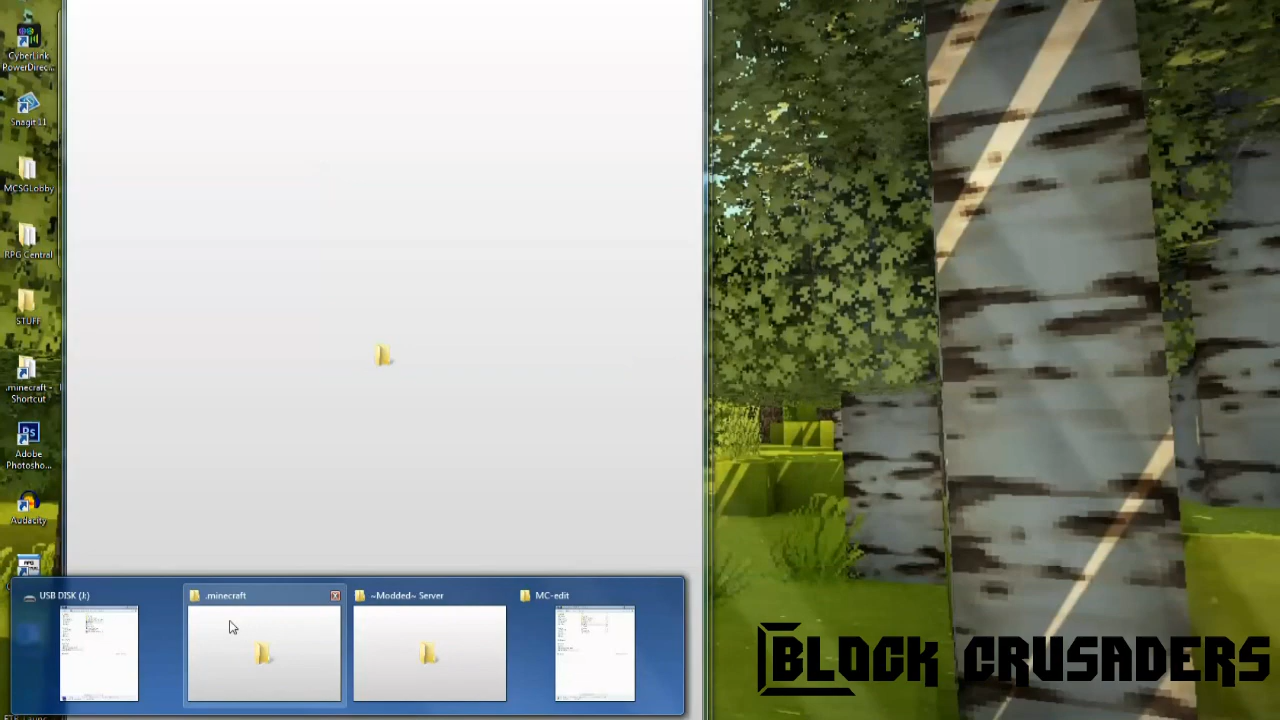 CyberLink
PowerDirec...
Snagit 11
MCSGLobby
RPG Central
STUFF
.minecraft -
Shortcut
Adobe
Photosho...
Audacity
USB DISK (J:)
.minecraft
~Modded~ Server
MC-edit
BLOCK CRUSADERS